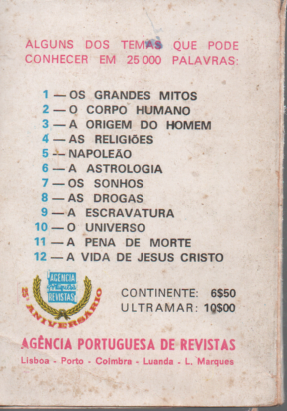 ALGUNS DOS TEMAS QUE PODE
CONHECER EM 25000 PALAVRAS:
1 — OS GRANDES MITOS
2 — O CORPO HUMANO
3 — A ORIGEM DO HOMEM
4 — AS RELIGIÕES
5 — NAPOLEÃO
6 — A ASTROLOGIA
7 — OS SONHOS
8 — AS DROGAS
9 — A ESCRAVATURA
10 — O UNIVERSO
11 — A PENA DE MORTE
12 — A VIDA DE JESUS CRISTO
AGÊNCIA
REVISTAS
25º ANIVERSÁRIO
CONTINENTE: 6$50
ULTRAMAR: 10$00
AGÊNCIA PORTUGUESA DE REVISTAS
Lisboa - Porto - Coimbra - Luanda - L. Marques